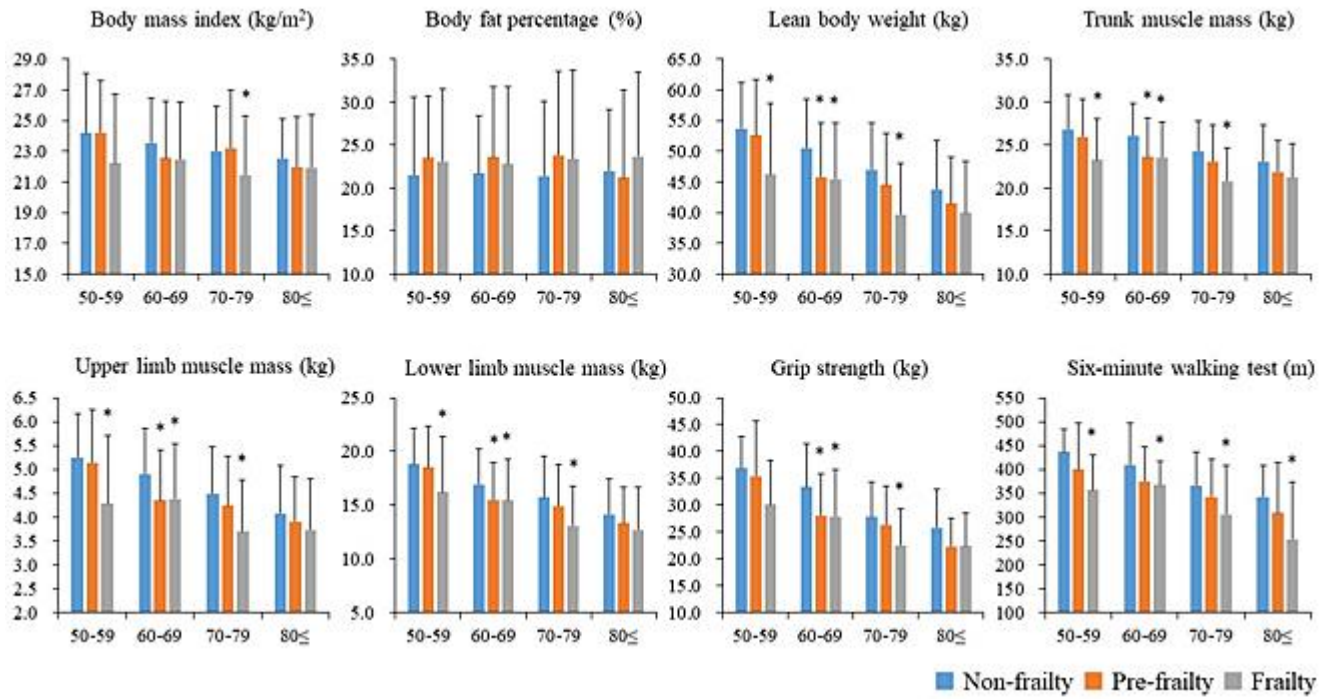 Body mass index (kg/m²)
Body fat percentage (%)
Lean body weight (kg)
Trunk muscle mass (kg)
29.0
27.0
25.0
23.0
21.0
19.0
17.0
15.0
50-59 60-69 70-79 80≤
35.0
30.0
25.0
20.0
15.0
10.0
50-59 60-69 70-79 80≤
65.0
60.0
55.0
50.0
45.0
40.0
35.0
30.0
* * * *
50-59 60-69 70-79 80≤
35.0
30.0
25.0
20.0
15.0
10.0
* * * *
50-59 60-69 70-79 80≤
*
Upper limb muscle mass (kg)
Lower limb muscle mass (kg)
Grip strength (kg)
Six-minute walking test (m)
6.5
6.0
5.5
5.0
4.5
4.0
3.5
3.0
2.5
2.0
* * * *
50-59 60-69 70-79 80≤
25.0
20.0
15.0
10.0
5.0
* * * *
50-59 60-69 70-79 80≤
50.0
45.0
40.0
35.0
30.0
25.0
20.0
15.0
10.0
* * *
50-59 60-69 70-79 80≤
550
500
450
400
350
300
250
200
150
100
* * * *
50-59 60-69 70-79 80≤
Non-frailty Pre-frailty Frailty